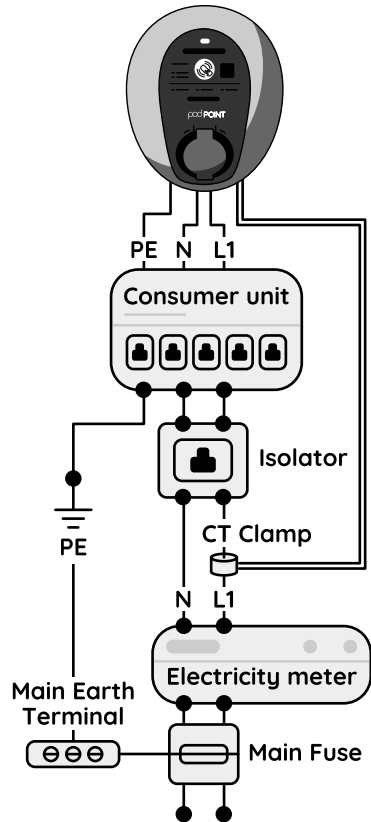 pod POINT
PE N L1
Consumer unit
Isolator
CT Clamp
PE
N L1
Electricity meter
Main Earth
Terminal
Main Fuse